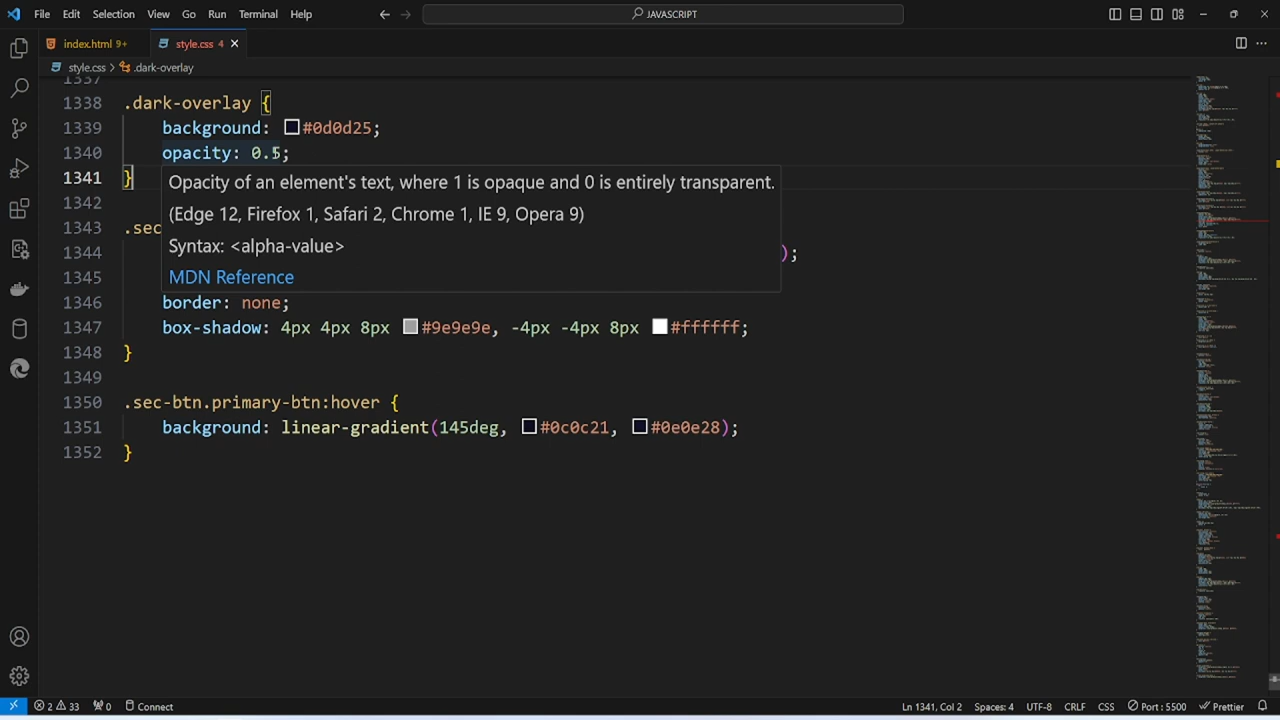 File Edit Selection View Go Run Terminal Help JAVASCRIPT
index.html 9+ style.css 4
style.css > .dark-overlay
1337
1338 .dark-overlay {
1339 background: #0d0d25;
1340 opacity: 0.5;
1341 }
Opacity of an element's text, where 1 is opaque and 0 is entirely transparent.
1342
(Edge 12, Firefox 1, Safari 2, Chrome 1, IE 9, Opera 9)
.sec
Syntax: <alpha-value>
1344 );
MDN Reference
1345
1346 border: none;
1347 box-shadow: 4px 4px 8px #9e9e9e -4px -4px 8px #ffffff;
1348 }
1349
1350 .sec-btn.primary-btn:hover {
1351 background: linear-gradient(145deg, #0c0c21, #0e0e28);
1352 }
2 33 0 Connect Ln 1341, Col 2 Spaces: 4 UTF-8 CRLF CSS Port : 5500 Prettier